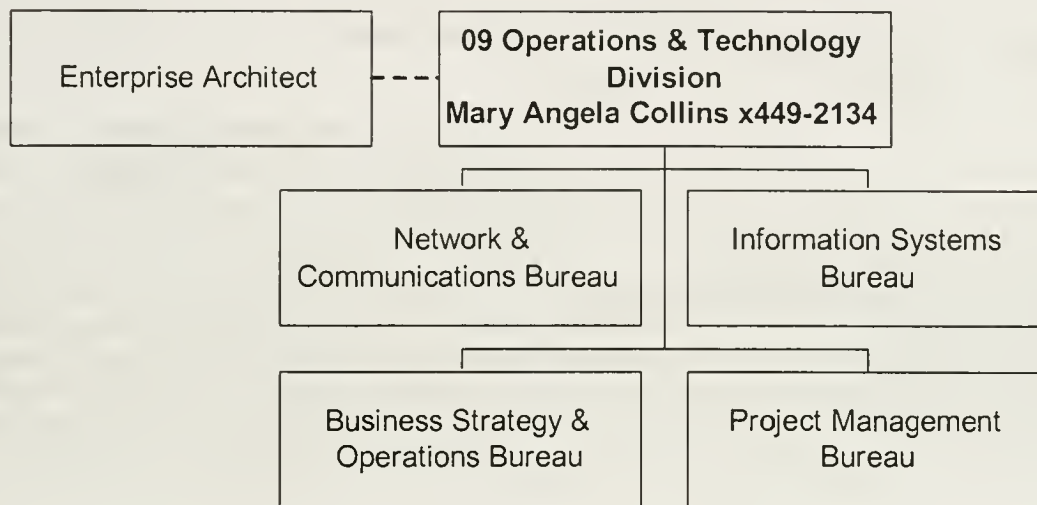 Enterprise Architect
09 Operations & Technology
Division
Mary Angela Collins x449-2134
Network &
Communications Bureau
Information Systems
Bureau
Business Strategy &
Operations Bureau
Project Management
Bureau